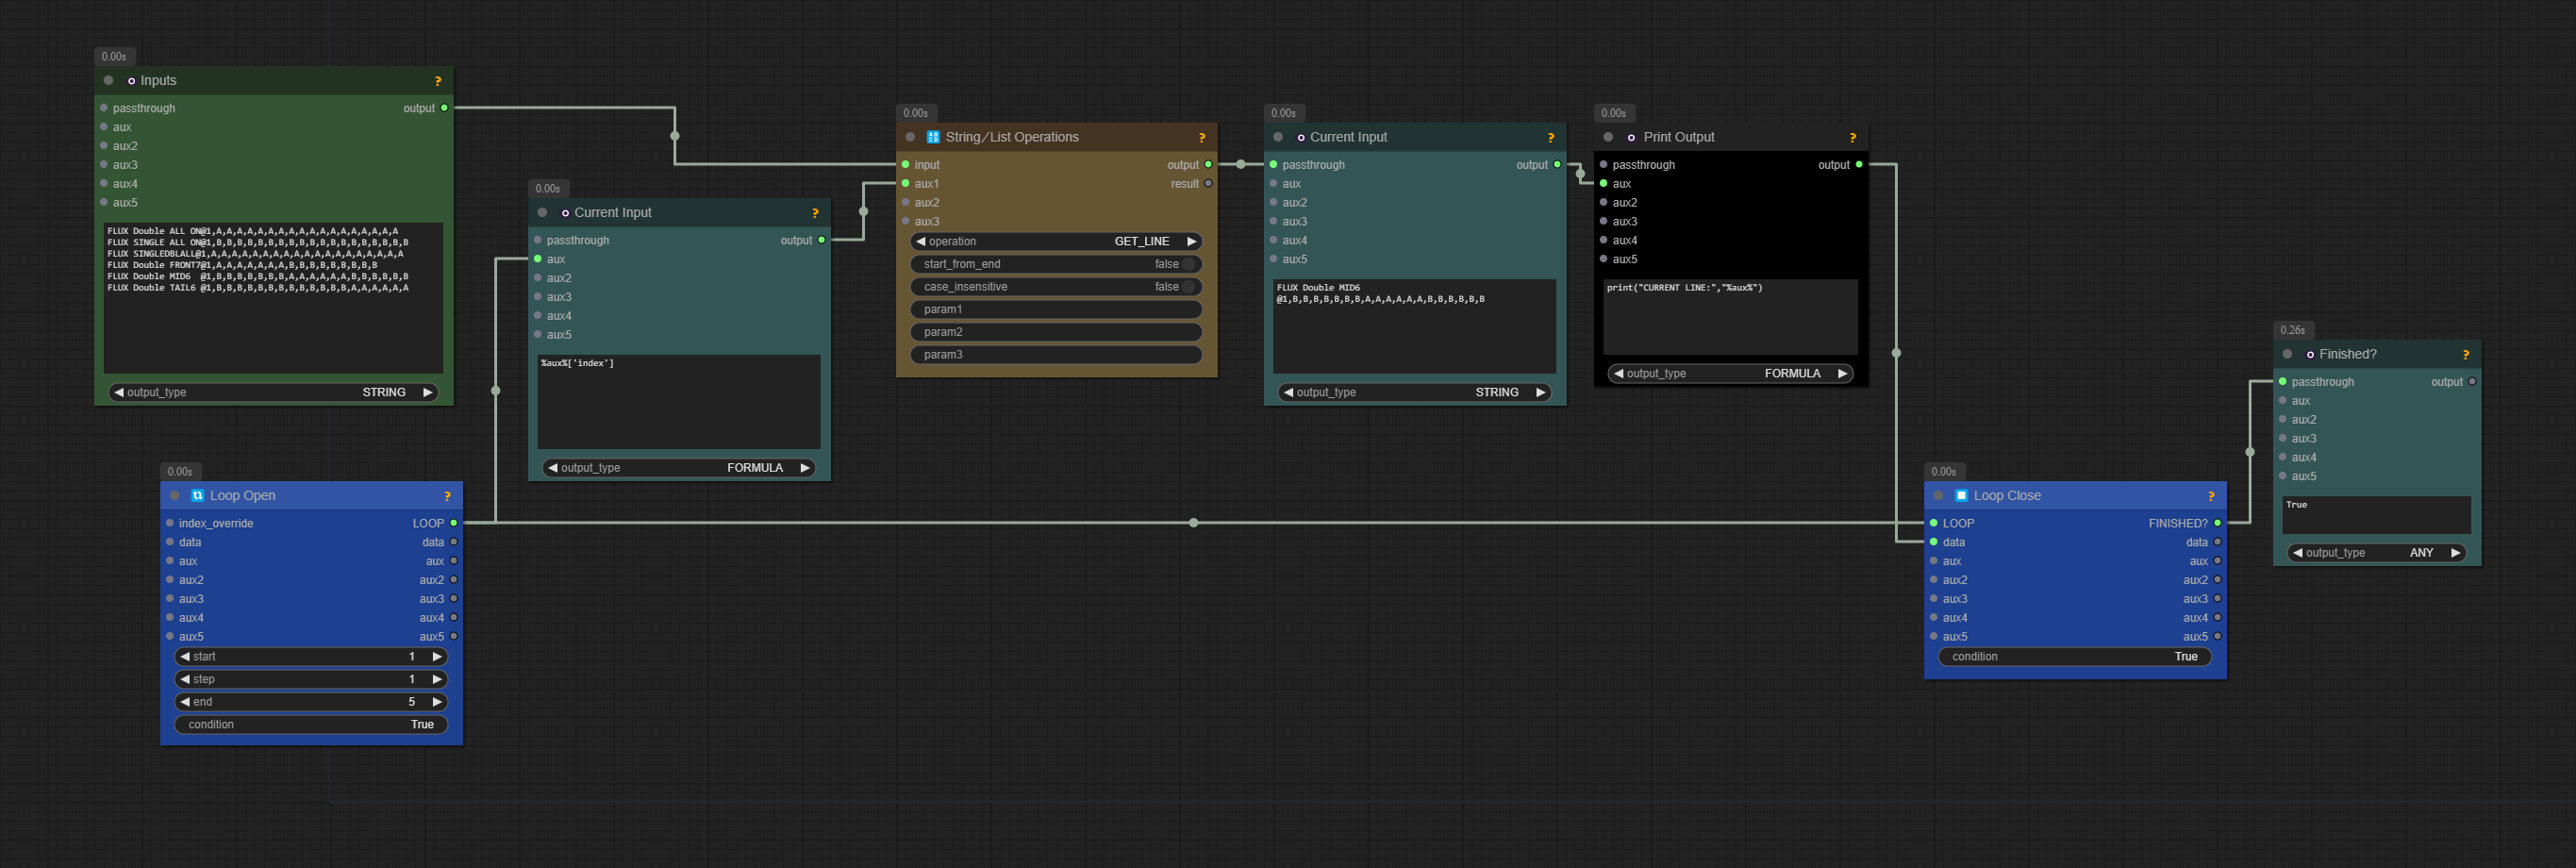 0.00s
Inputs ?
passthrough output
aux
aux2
aux3
aux4
aux5
FLUX Double ALL ON@1,A,A,A,A,A,A,A,A,A,A,A,A,A,A,A,A,A,A
FLUX SINGLE ALL ON@1,B,B,B,B,B,B,B,B,B,B,B,B,B,B,B,B,B,B,B
FLUX SINGLEDBLALL@1,A,A,A,A,A,A,A,A,A,A,A,A,A,A,A,A,A,A,A
FLUX Double FRONT7@1,A,A,A,A,A,A,A,B,B,B,B,B,B,B,B,B
FLUX Double MID6 @1,B,B,B,B,B,B,B,A,A,A,A,A,A,B,B,B,B,B,B
FLUX Double TAIL6 @1,B,B,B,B,B,B,B,B,B,B,B,B,B,A,A,A,A,A,A
output_type STRING
0.00s
Loop Open ?
index_override LOOP
data data
aux aux
aux2 aux2
aux3 aux3
aux4 aux4
aux5 aux5
start 1
step 1
end 5
condition True
0.00s
Current Input ?
passthrough output
aux
aux2
aux3
aux4
aux5
%aux%['index']
output_type FORMULA
0.00s
String/List Operations ?
input output
aux1 result
aux2
aux3
operation GET_LINE
start_from_end false
case_insensitive false
param1
param2
param3
0.00s
Current Input ?
passthrough output
aux
aux2
aux3
aux4
aux5
FLUX Double MID6
@1,B,B,B,B,B,B,B,A,A,A,A,A,A,B,B,B,B,B,B
output_type STRING
0.00s
Print Output ?
passthrough output
aux
aux2
aux3
aux4
aux5
print("CURRENT LINE:","%aux%")
output_type FORMULA
0.00s
Loop Close ?
LOOP FINISHED?
data data
aux aux
aux2 aux2
aux3 aux3
aux4 aux4
aux5 aux5
condition True
0.26s
Finished? ?
passthrough output
aux
aux2
aux3
aux4
aux5
True
output_type ANY